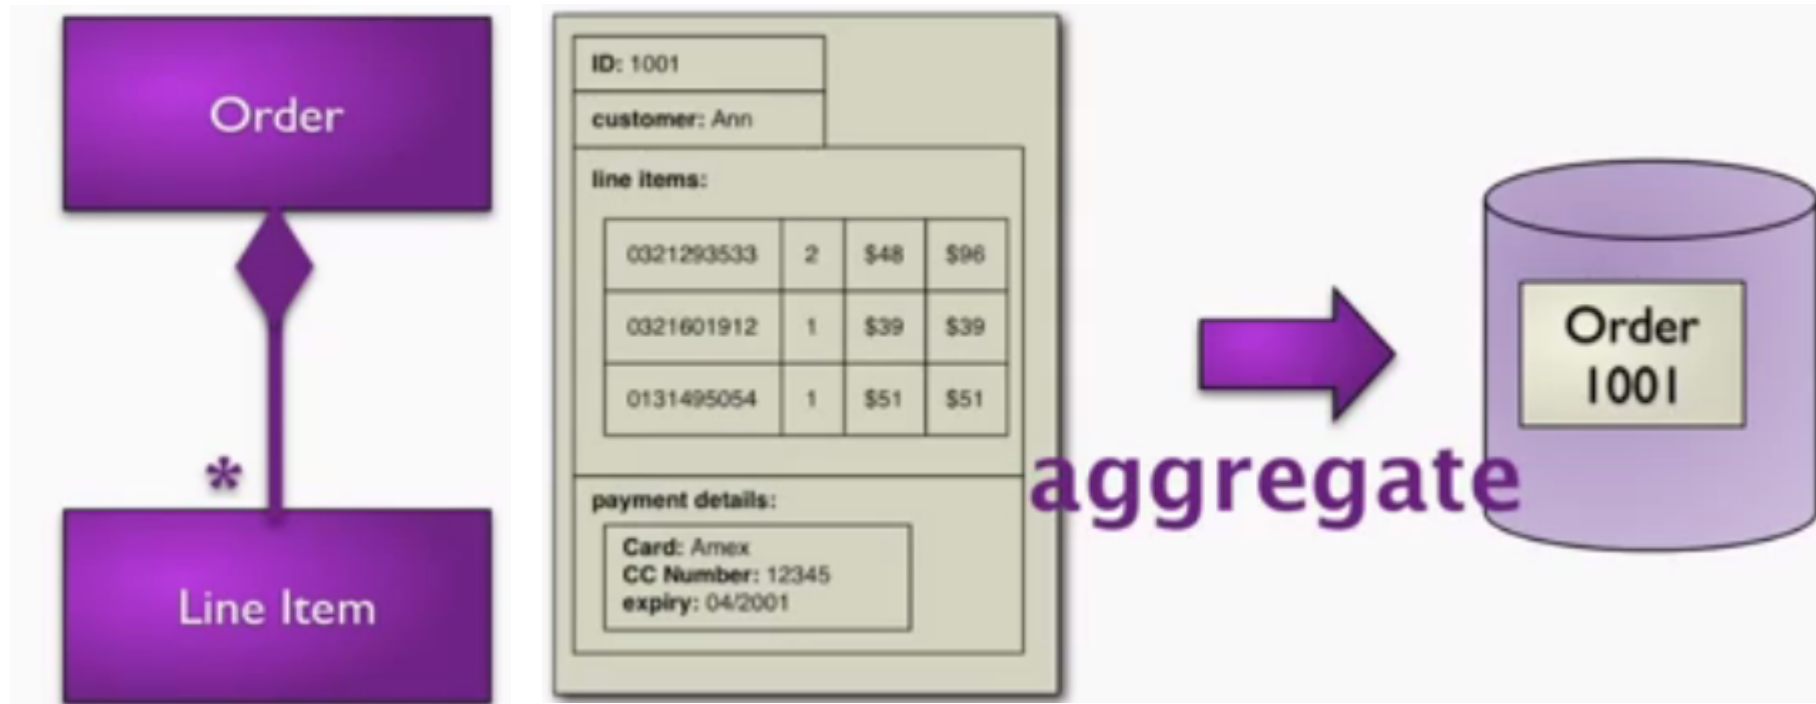 Order
*
Line Item
ID: 1001
customer: Ann
line items:
0321293533 2 $48 $96
0321601912 1 $39 $39
0131495054 1 $51 $51
payment details:
Card: Amex
CC Number: 12345
expiry: 04/2001
aggregate
Order
1001